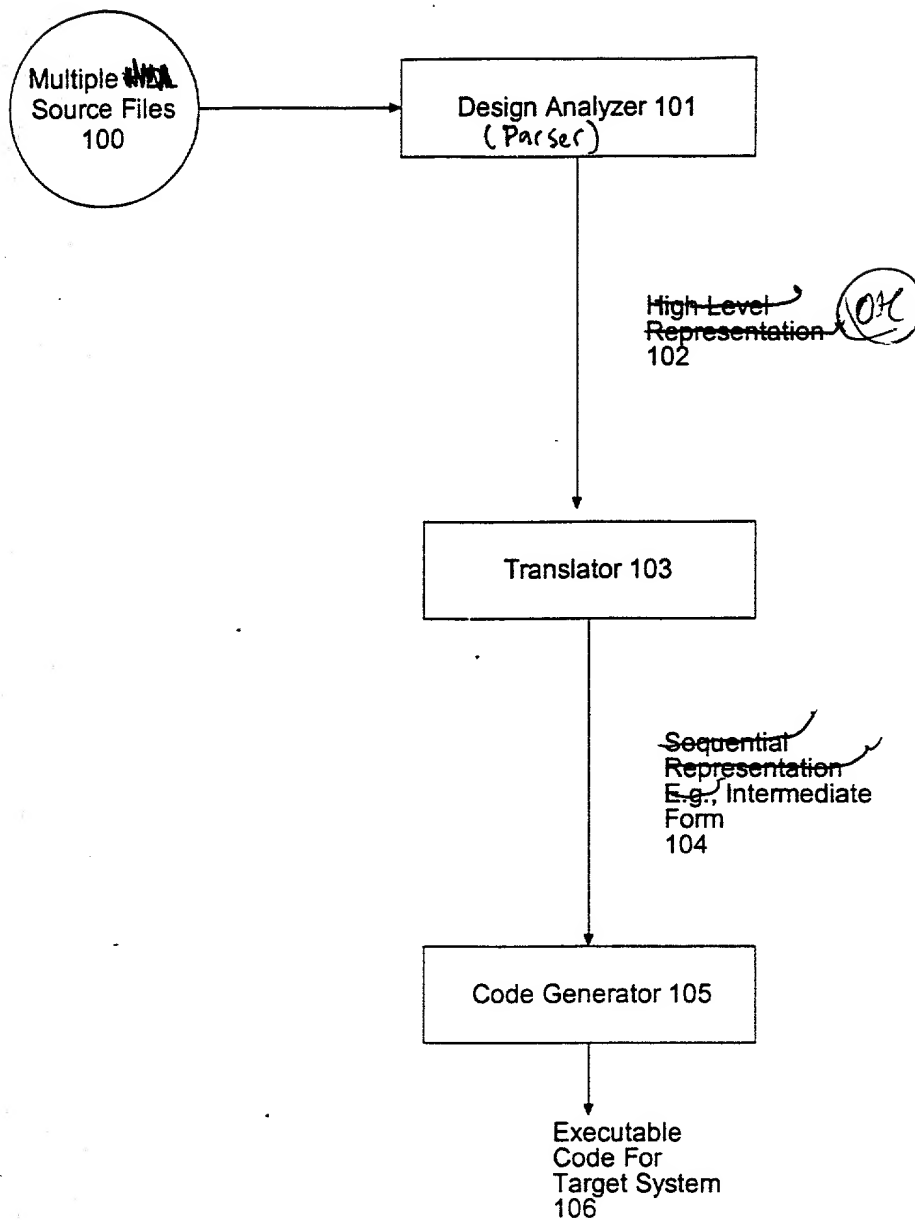 Multiple
Source Files
100
Design Analyzer 101
(Parser)
High Level
Representation
102
OK
Translator 103
Sequential
Representation
E.g., Intermediate
Form
104
Code Generator 105
Executable
Code For
Target System
106